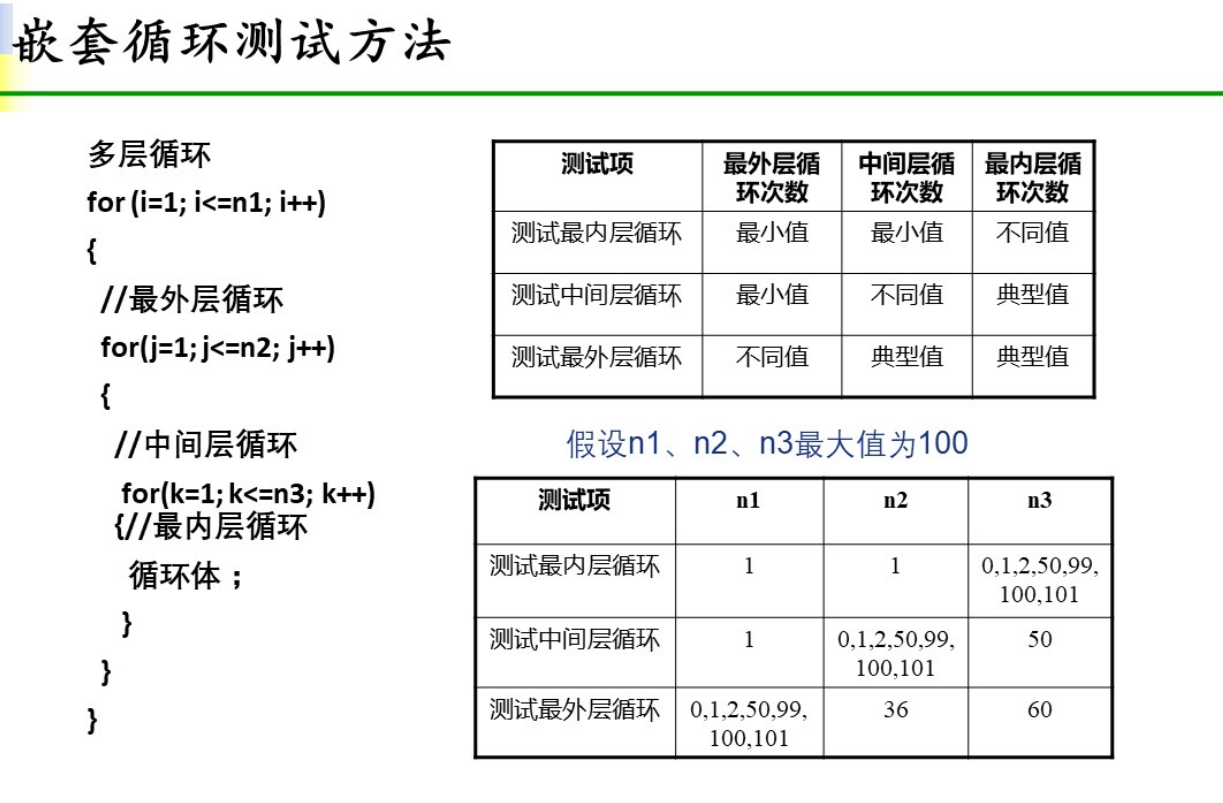 嵌套循环测试方法
多层循环
for (i=1; i<=n1; i++)
{
//最外层循环
for(j=1; j<=n2; j++)
{
//中间层循环
for(k=1; k<=n3; k++)
{//最内层循环
循环体；
}
}
}
测试项 最外层循环次数 中间层循环次数 最内层循环次数
测试最内层循环 最小值 最小值 不同值
测试中间层循环 最小值 不同值 典型值
测试最外层循环 不同值 典型值 典型值
假设n1、n2、n3最大值为100
测试项 n1 n2 n3
测试最内层循环 1 1 0,1,2,50,99,100,101
测试中间层循环 1 0,1,2,50,99,100,101 50
测试最外层循环 0,1,2,50,99,100,101 36 60